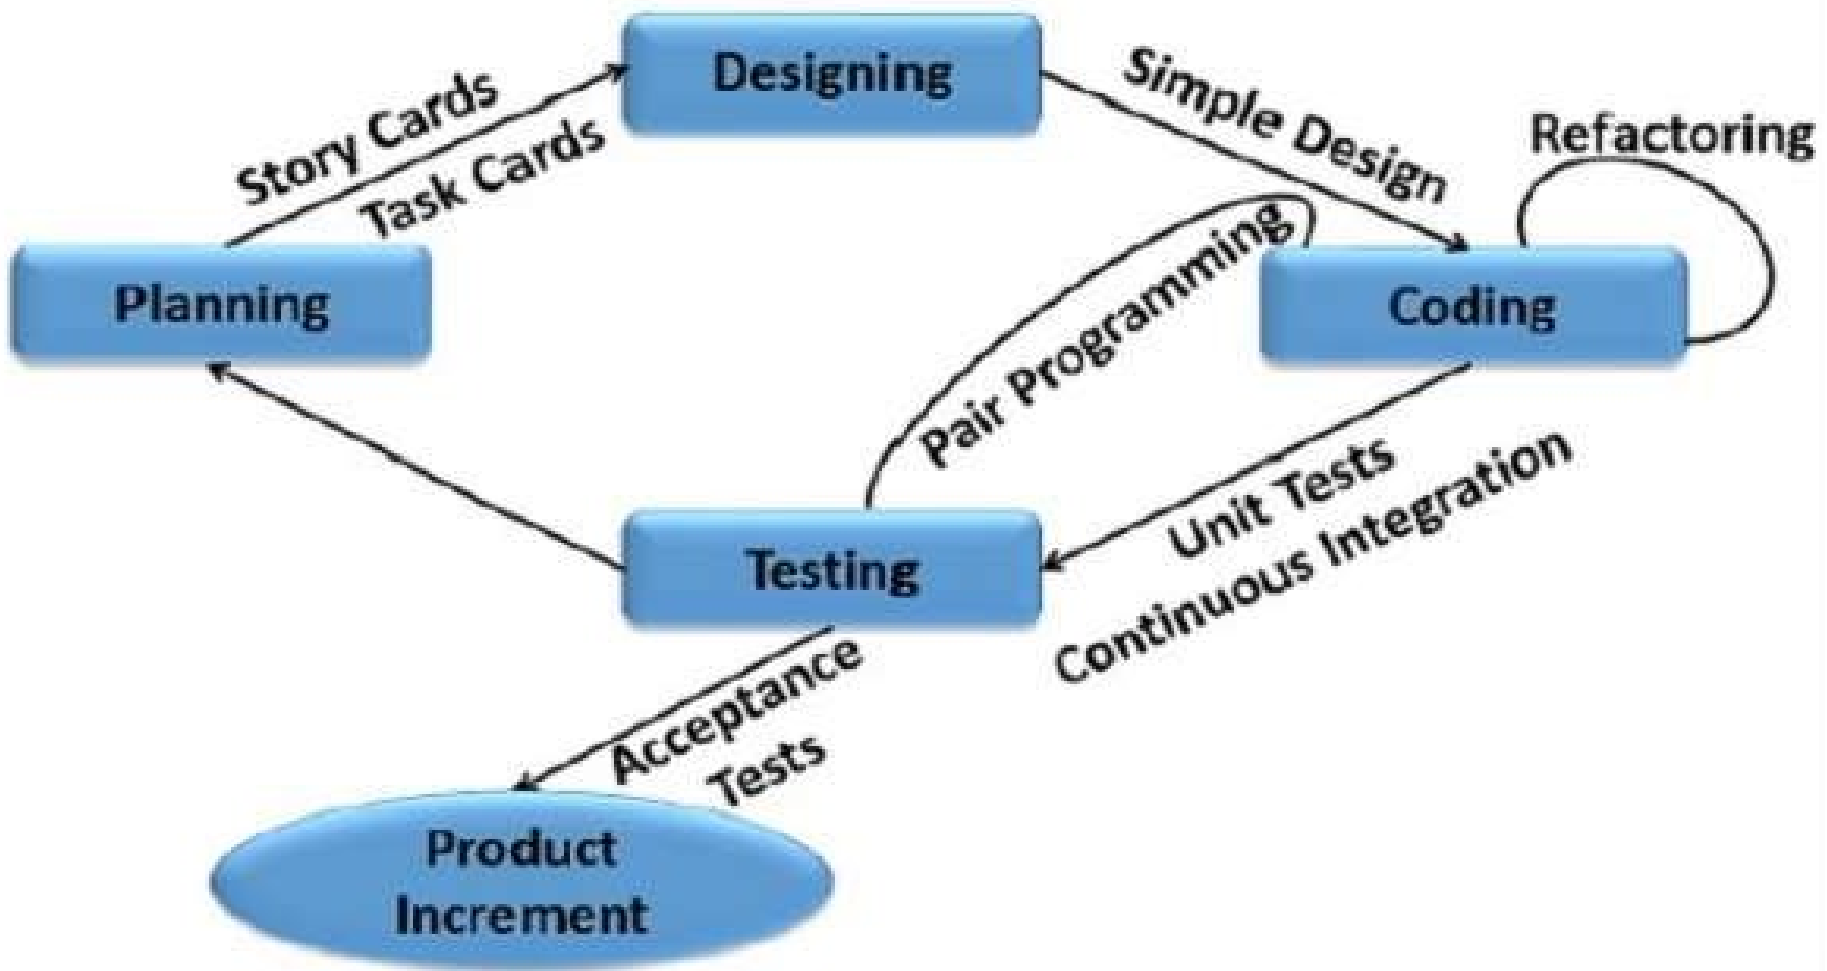 Designing
Simple Design
Refactoring
Story Cards
Task Cards
Planning
Pair Programming
Coding
Unit Tests
Continuous Integration
Testing
Acceptance
Tests
Product
Increment